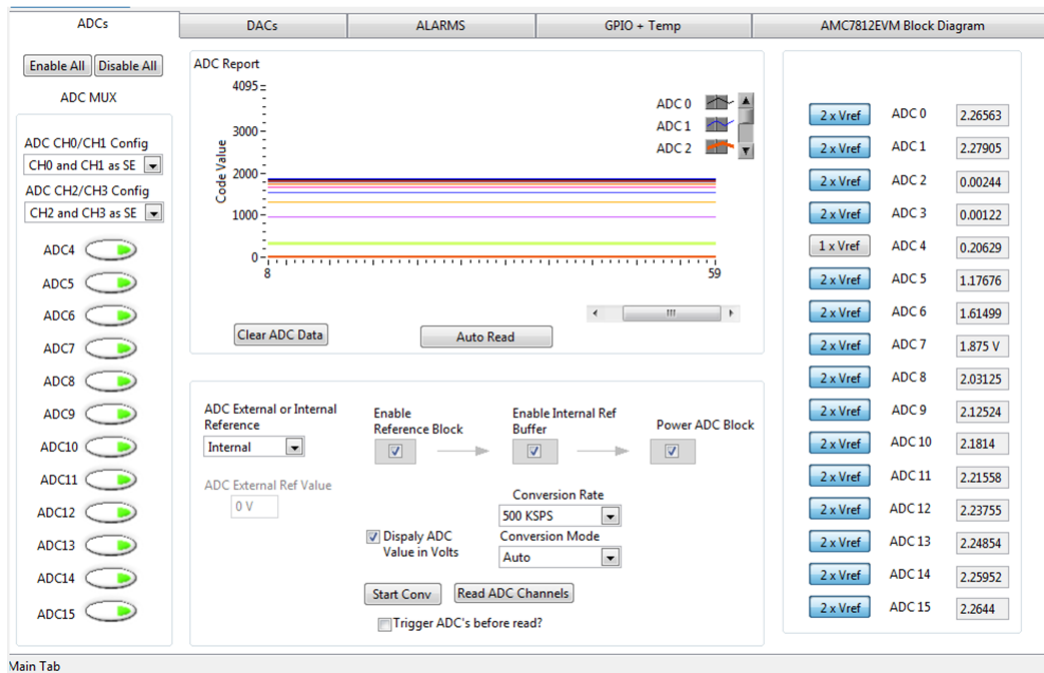 ADCs
DACs
ALARMS
GPIO + Temp
AMC7812EVM Block Diagram
Enable All
Disable All
ADC MUX
ADC CH0/CH1 Config
CH0 and CH1 as SE
ADC CH2/CH3 Config
CH2 and CH3 as SE
ADC4
ADC5
ADC6
ADC7
ADC8
ADC9
ADC10
ADC11
ADC12
ADC13
ADC14
ADC15
ADC Report
Code Value
4095
3000
2000
1000
0
8
59
ADC 0
ADC 1
ADC 2
Clear ADC Data
Auto Read
ADC External or Internal
Reference
Internal
ADC External Ref Value
0 V
Enable
Reference Block
Enable Internal Ref
Buffer
Power ADC Block
Conversion Rate
500 KSPS
Dispaly ADC
Value in Volts
Conversion Mode
Auto
Start Conv
Read ADC Channels
Trigger ADC's before read?
2 x Vref ADC 0 2.26563
2 x Vref ADC 1 2.27905
2 x Vref ADC 2 0.00244
2 x Vref ADC 3 0.00122
1 x Vref ADC 4 0.20629
2 x Vref ADC 5 1.17676
2 x Vref ADC 6 1.61499
2 x Vref ADC 7 1.875 V
2 x Vref ADC 8 2.03125
2 x Vref ADC 9 2.12524
2 x Vref ADC 10 2.1814
2 x Vref ADC 11 2.21558
2 x Vref ADC 12 2.23755
2 x Vref ADC 13 2.24854
2 x Vref ADC 14 2.25952
2 x Vref ADC 15 2.2644
Main Tab